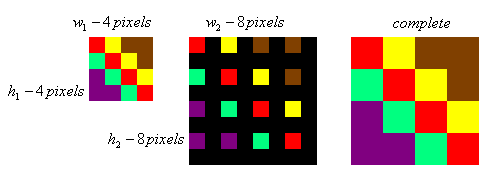 w₁ – 4 pixels
w₂ – 8 pixels
complete
h₁ – 4 pixels
h₂ – 8 pixels